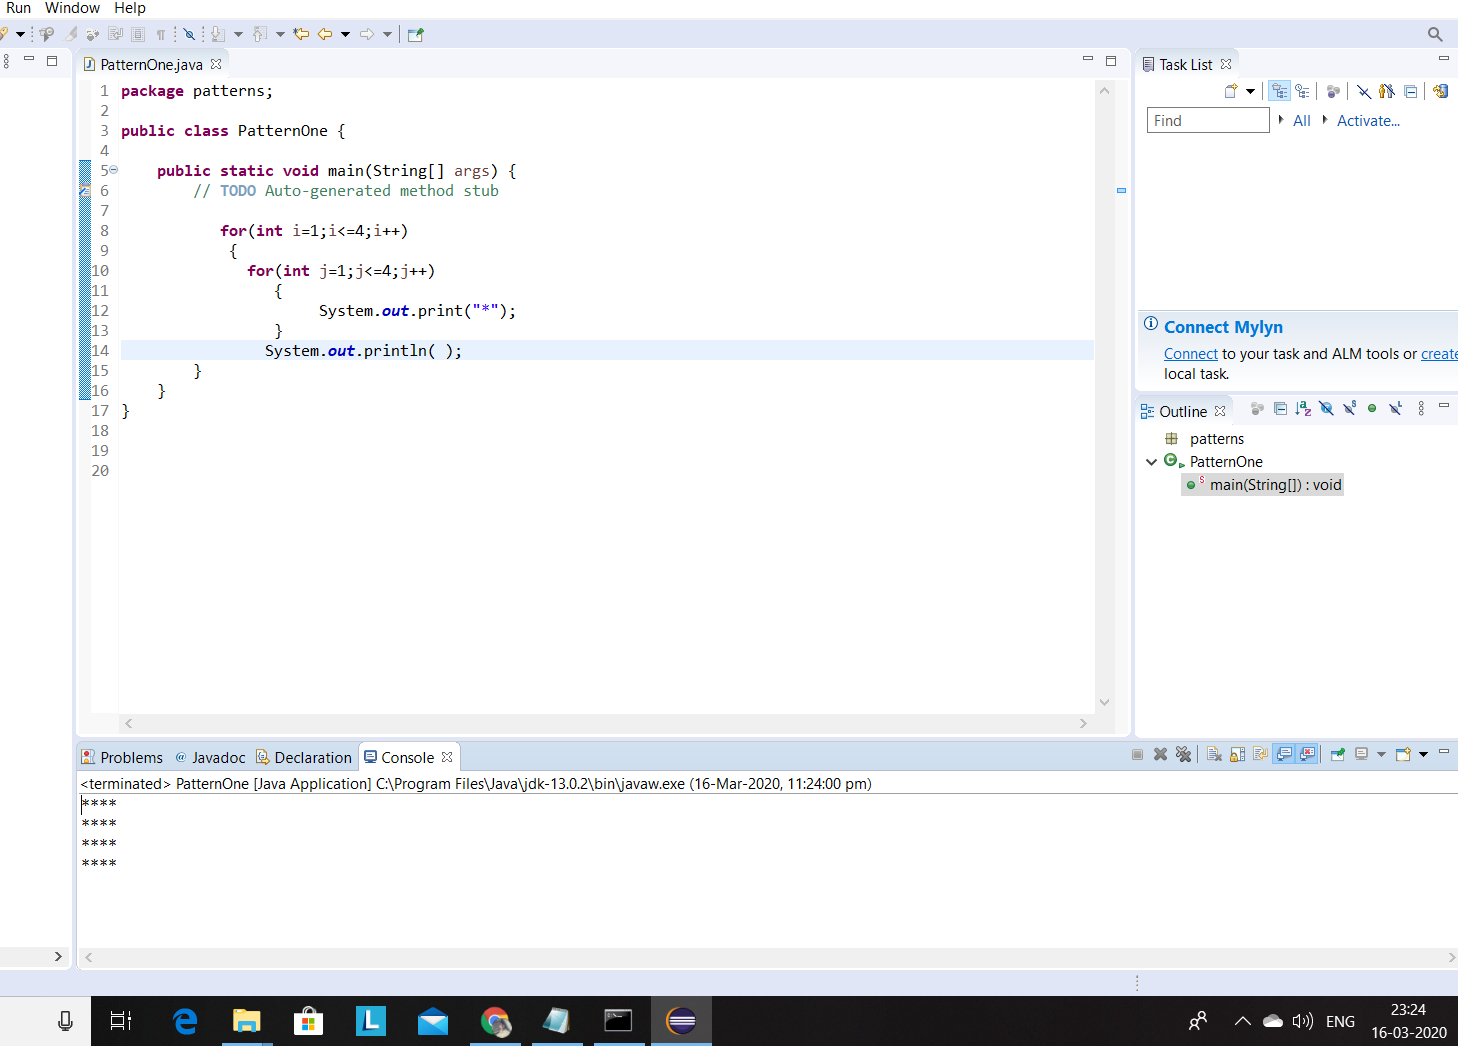 Run Window Help
PatternOne.java
1 package patterns;
2
3 public class PatternOne {
4
5 public static void main(String[] args) {
6 // TODO Auto-generated method stub
7
8 for(int i=1;i<=4;i++)
9 {
10 for(int j=1;j<=4;j++)
11 {
12 System.out.print("*");
13 }
14 System.out.println( );
15 }
16 }
17 }
18
19
20
Task List
Find All Activate...
Connect Mylyn
Connect to your task and ALM tools or create
local task.
Outline
patterns
PatternOne
main(String[]) : void
Problems @ Javadoc Declaration Console
<terminated> PatternOne [Java Application] C:\Program Files\Java\jdk-13.0.2\bin\javaw.exe (16-Mar-2020, 11:24:00 pm)
****
****
****
****
ENG
23:24
16-03-2020